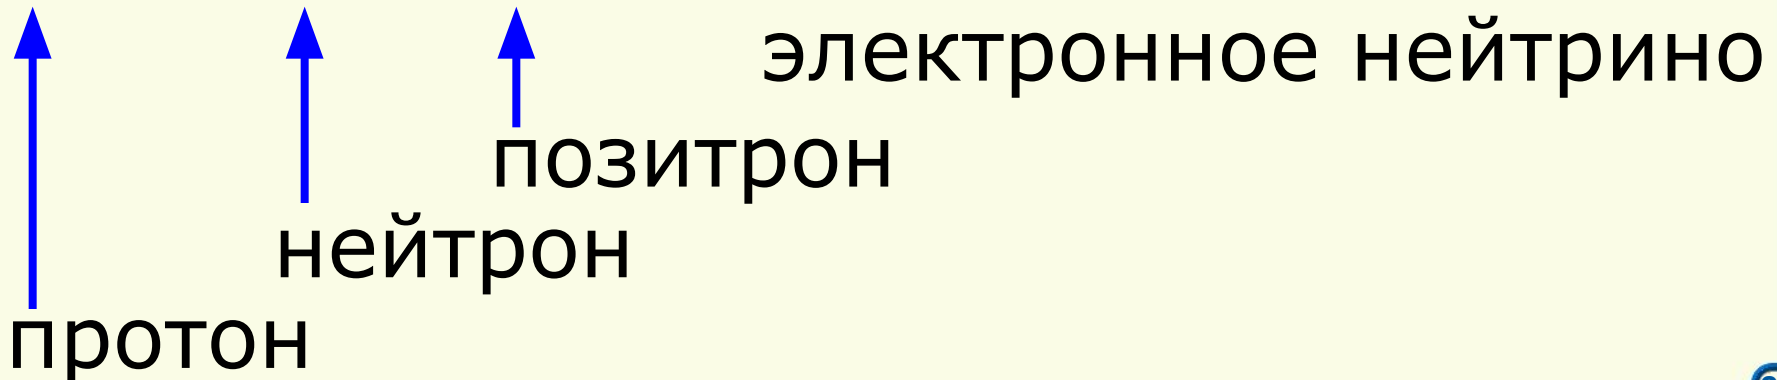 электронное нейтрино
позитрон
нейтрон
протон